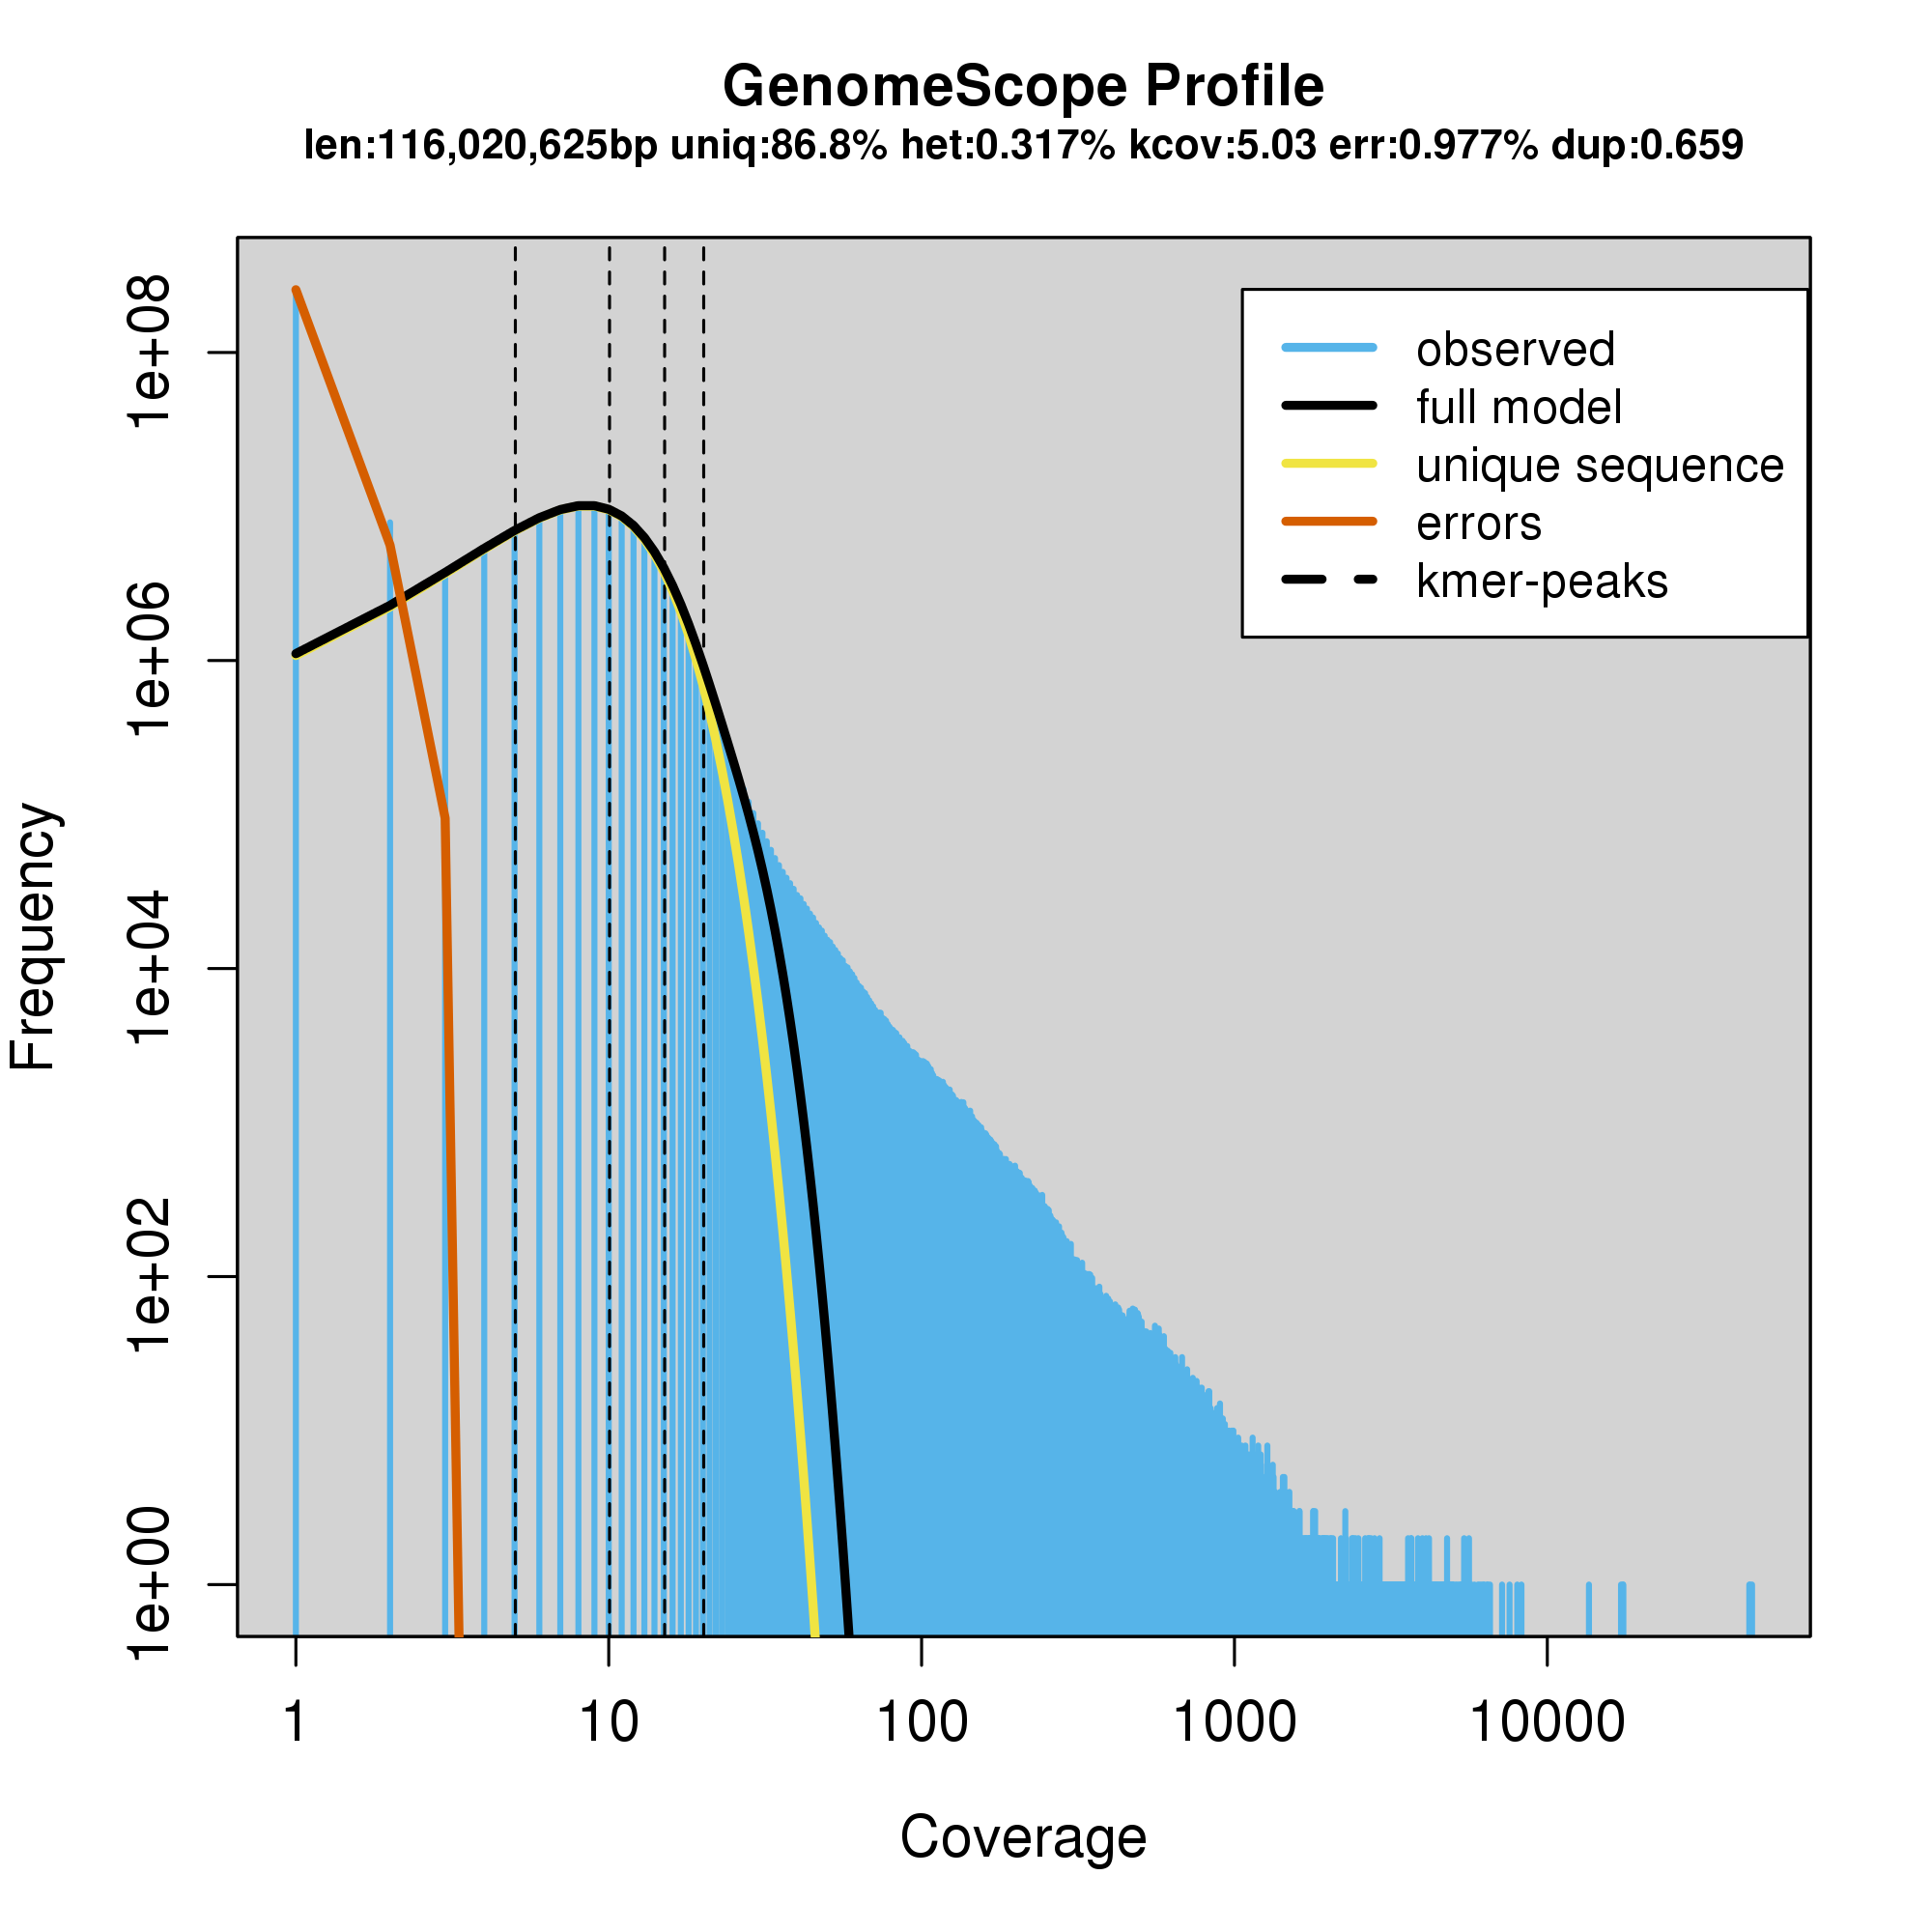 GenomeScope Profile
len:116,020,625bp uniq:86.8% het:0.317% kcov:5.03 err:0.977% dup:0.659
observed
full model
unique sequence
errors
kmer-peaks
Frequency
1e+08
1e+06
1e+04
1e+02
1e+00
1
10
100
1000
10000
Coverage